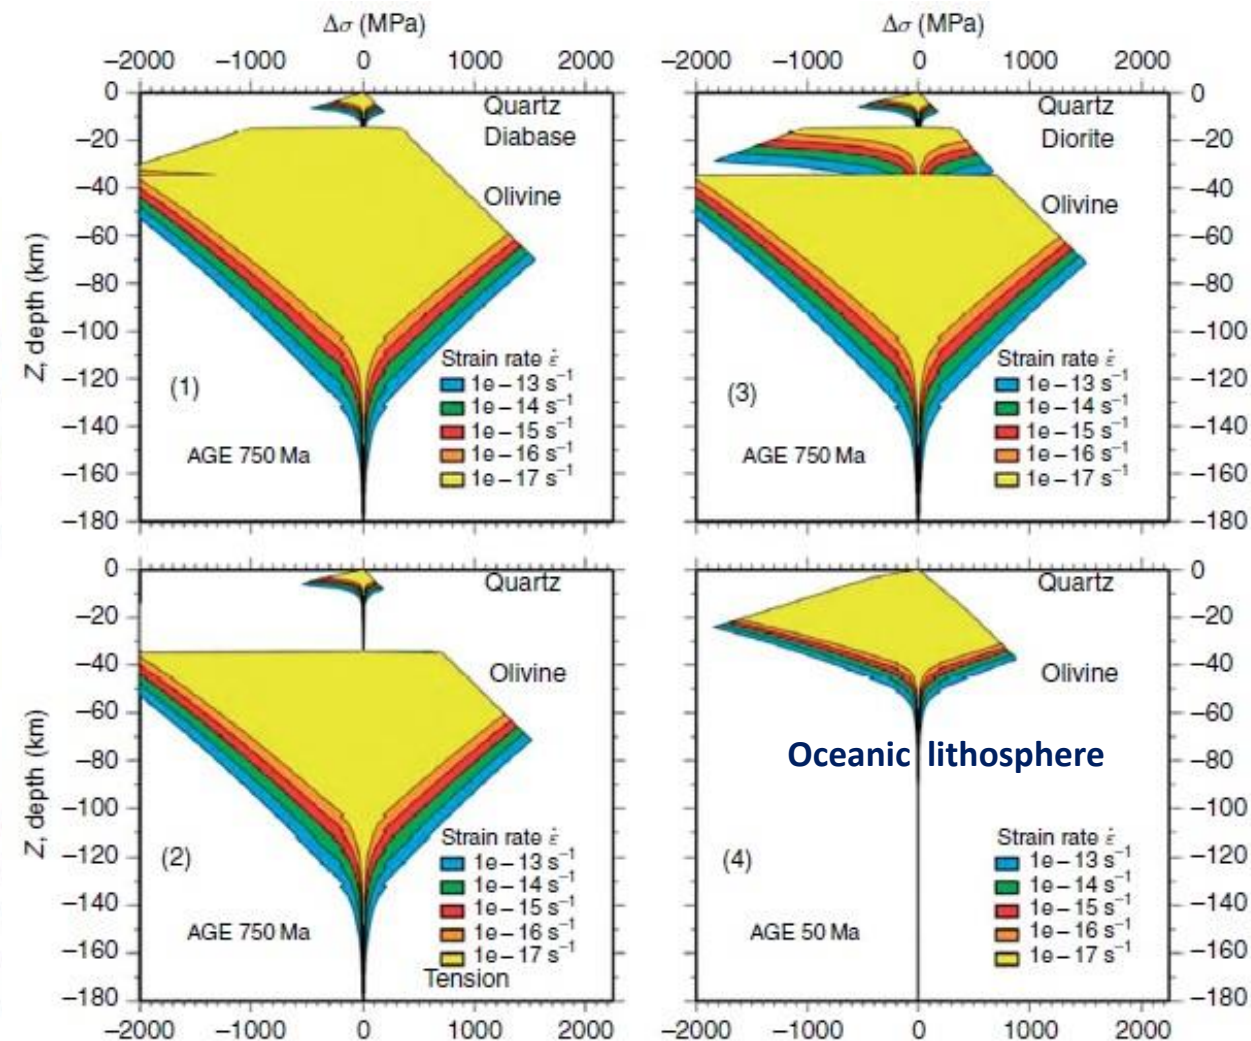 Δσ (MPa)
−2000 −1000 0 1000 2000
0
−20
−40
−60
−80
−100
−120
−140
−160
−180
Z, depth (km)
Quartz
Diabase
Olivine
(1)
AGE 750 Ma
Strain rate ε̇
1e−13 s⁻¹
1e−14 s⁻¹
1e−15 s⁻¹
1e−16 s⁻¹
1e−17 s⁻¹
Δσ (MPa)
−2000 −1000 0 1000 2000
Quartz
Diorite
Olivine
(3)
AGE 750 Ma
Strain rate ε̇
1e−13 s⁻¹
1e−14 s⁻¹
1e−15 s⁻¹
1e−16 s⁻¹
1e−17 s⁻¹
0
−20
−40
−60
−80
−100
−120
−140
−160
−180
0
−20
−40
−60
−80
−100
−120
−140
−160
−180
Z, depth (km)
Quartz
Olivine
(2)
AGE 750 Ma
Strain rate ε̇
1e−13 s⁻¹
1e−14 s⁻¹
1e−15 s⁻¹
1e−16 s⁻¹
1e−17 s⁻¹
Tension
−2000 −1000 0 1000 2000
Quartz
Olivine
Oceanic lithosphere
(4)
AGE 50 Ma
Strain rate ε̇
1e−13 s⁻¹
1e−14 s⁻¹
1e−15 s⁻¹
1e−16 s⁻¹
1e−17 s⁻¹
0
−20
−40
−60
−80
−100
−120
−140
−160
−180
−2000 −1000 0 1000 2000